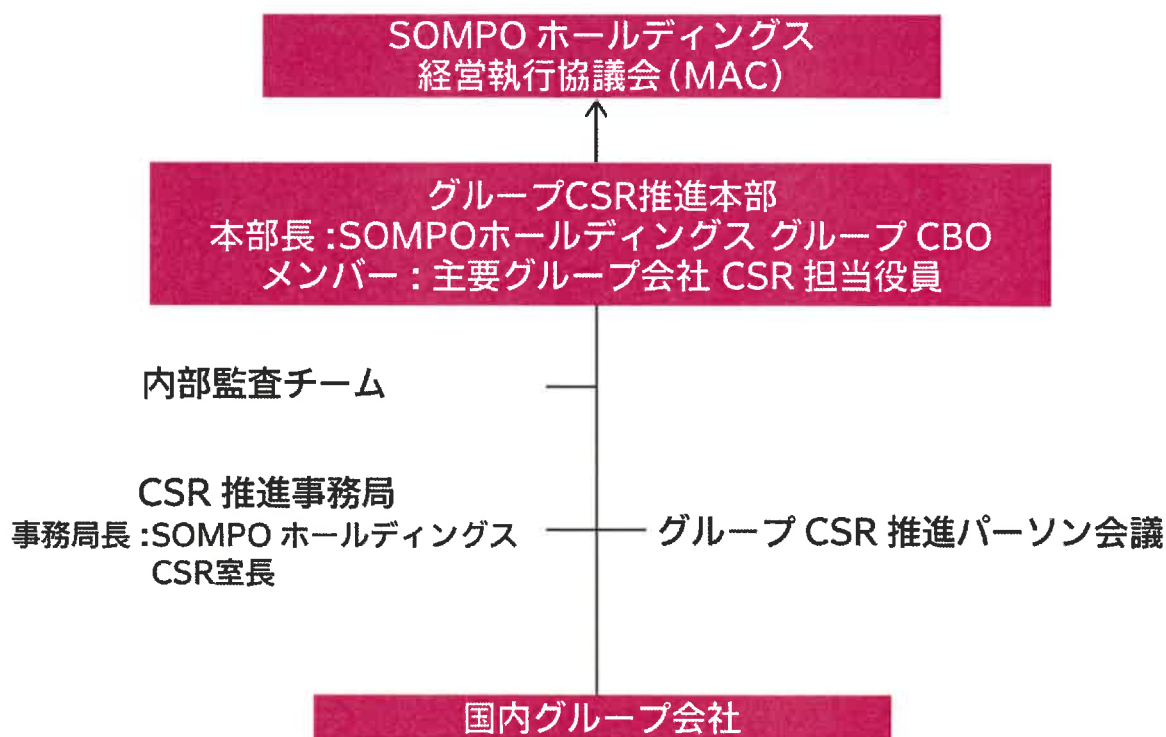 SOMPO ホールディングス
経営執行協議会（MAC）
グループCSR推進本部
本部長：SOMPOホールディングス グループ CBO
メンバー：主要グループ会社 CSR 担当役員
内部監査チーム
CSR 推進事務局
事務局長：SOMPO ホールディングス
CSR室長
グループ CSR 推進パーソン会議
国内グループ会社